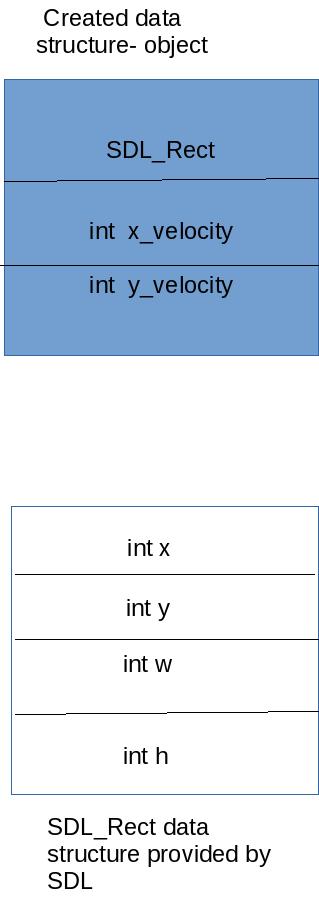 Created data
structure- object
SDL_Rect
int x_velocity
int y_velocity
int x
int y
int w
int h
SDL_Rect data
structure provided by
SDL